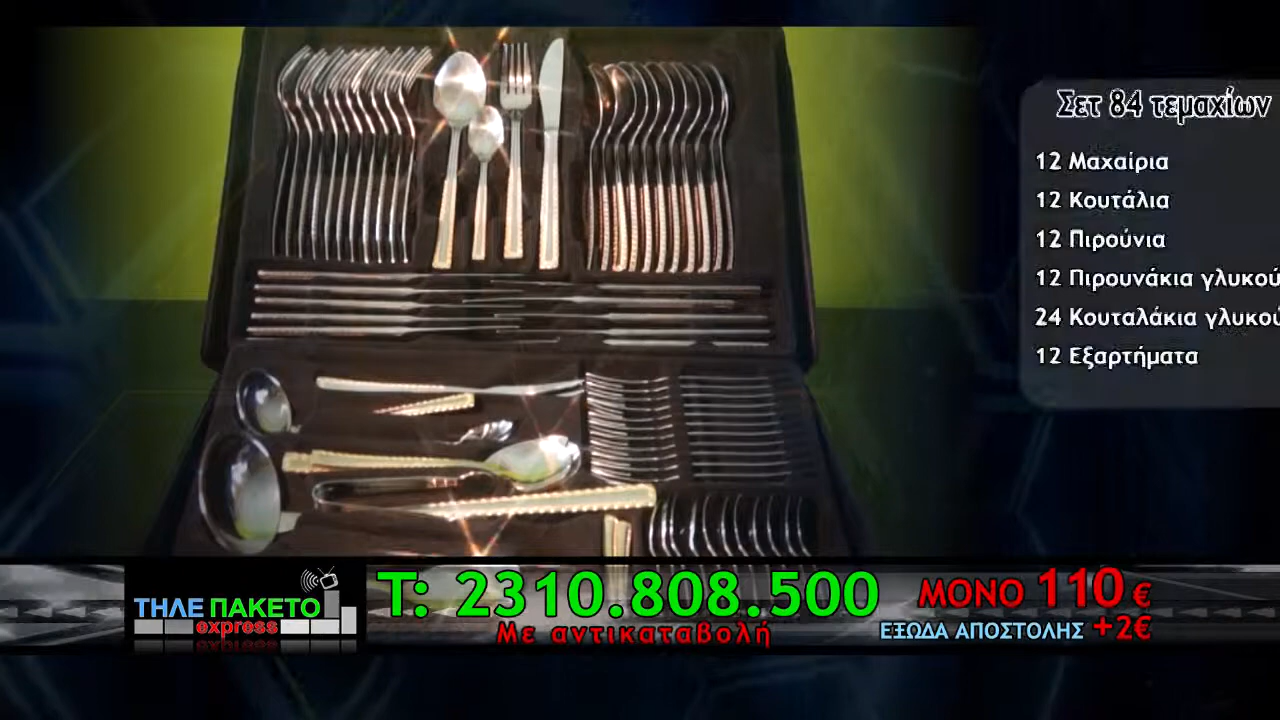 Σετ 84 τεμαχίων
12 Μαχαίρια
12 Κουτάλια
12 Πιρούνια
12 Πιρουνάκια γλυκού
24 Κουταλάκια γλυκού
12 Εξαρτήματα
ΤΗΛΕ ΠΑΚΕΤΟ
express
Τ: 2310.808.500
Με αντικαταβολή
ΜΟΝΟ 110 €
ΕΞΩΔΑ ΑΠΟΣΤΟΛΗΣ +2€